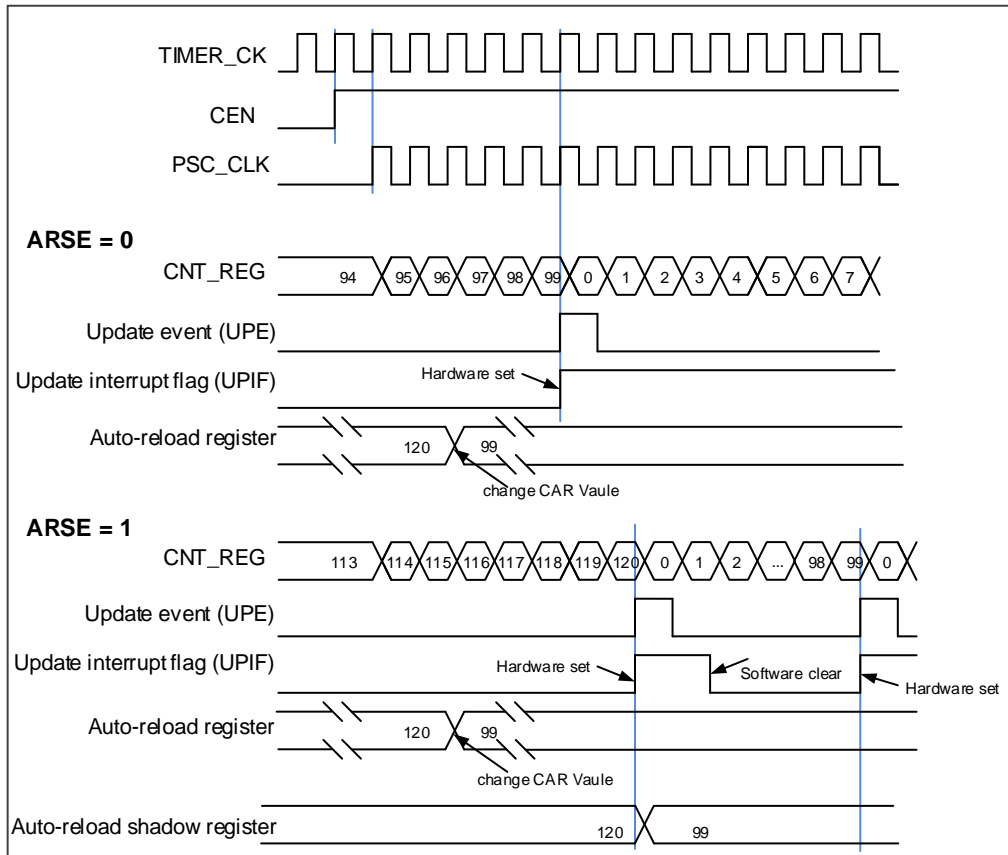 TIMER_CK
CEN
PSC_CLK
ARSE = 0
CNT_REG 94 95 96 97 98 99 0 1 2 3 4 5 6 7
Update event (UPE)
Update interrupt flag (UPIF) Hardware set
Auto-reload register 120 99
change CAR Vaule
ARSE = 1
CNT_REG 113 114 115 116 117 118 119 120 0 1 2 ... 98 99 0
Update event (UPE)
Update interrupt flag (UPIF) Hardware set Software clear Hardware set
Auto-reload register 120 99
change CAR Vaule
Auto-reload shadow register 120 99